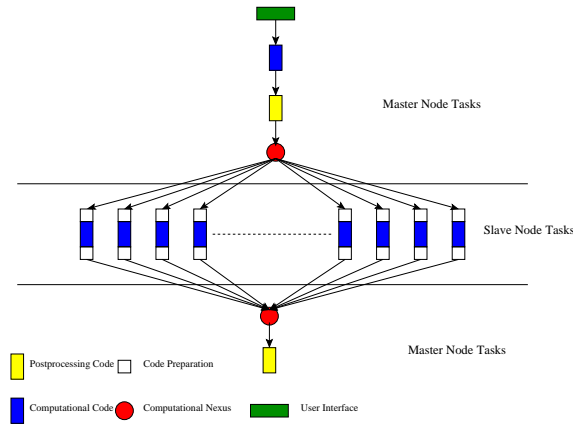 Master Node Tasks
Slave Node Tasks
Master Node Tasks
Postprocessing Code
Code Preparation
Computational Code
Computational Nexus
User Interface